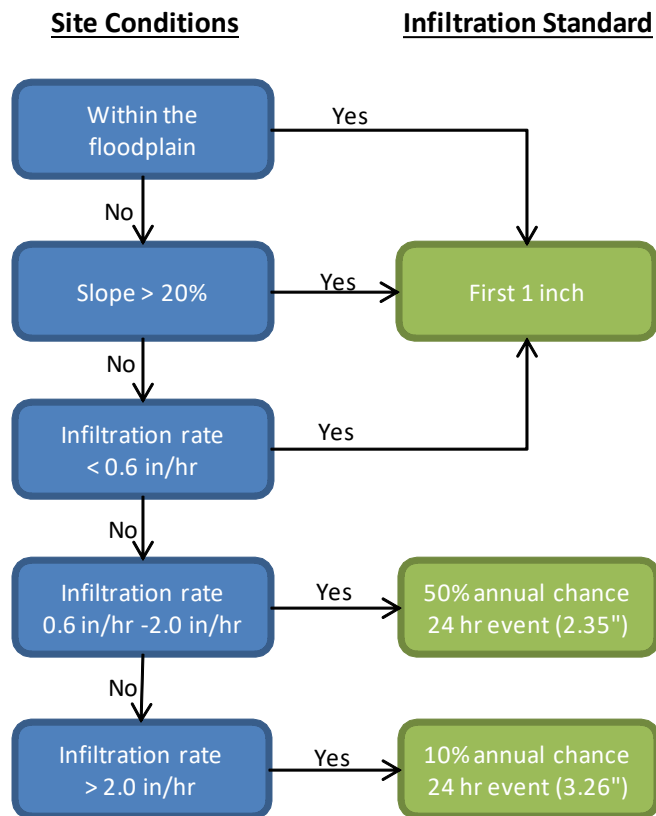 Site Conditions
Infiltration Standard
Within the
floodplain
Yes
No
Slope > 20%
Yes
First 1 inch
No
Infiltration rate
< 0.6 in/hr
Yes
No
Infiltration rate
0.6 in/hr -2.0 in/hr
Yes
50% annual chance
24 hr event (2.35")
No
Infiltration rate
> 2.0 in/hr
Yes
10% annual chance
24 hr event (3.26")